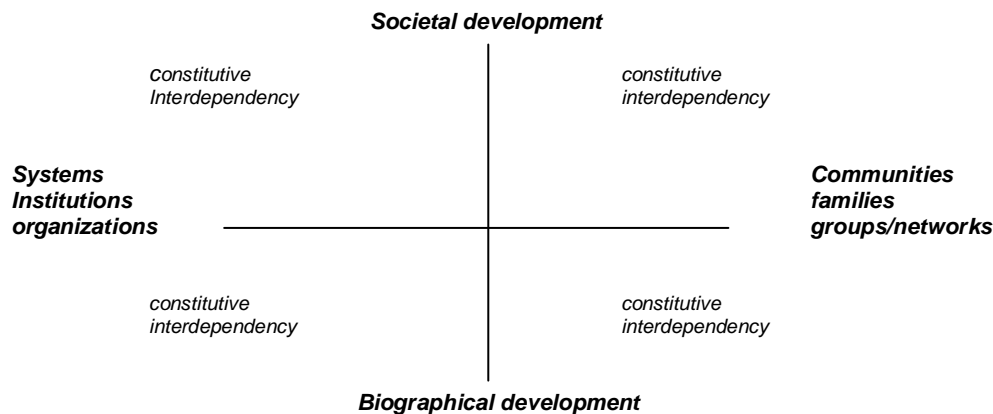 Societal development
constitutive
Interdependency
constitutive
interdependency
Systems
Institutions
organizations
Communities
families
groups/networks
constitutive
interdependency
constitutive
interdependency
Biographical development